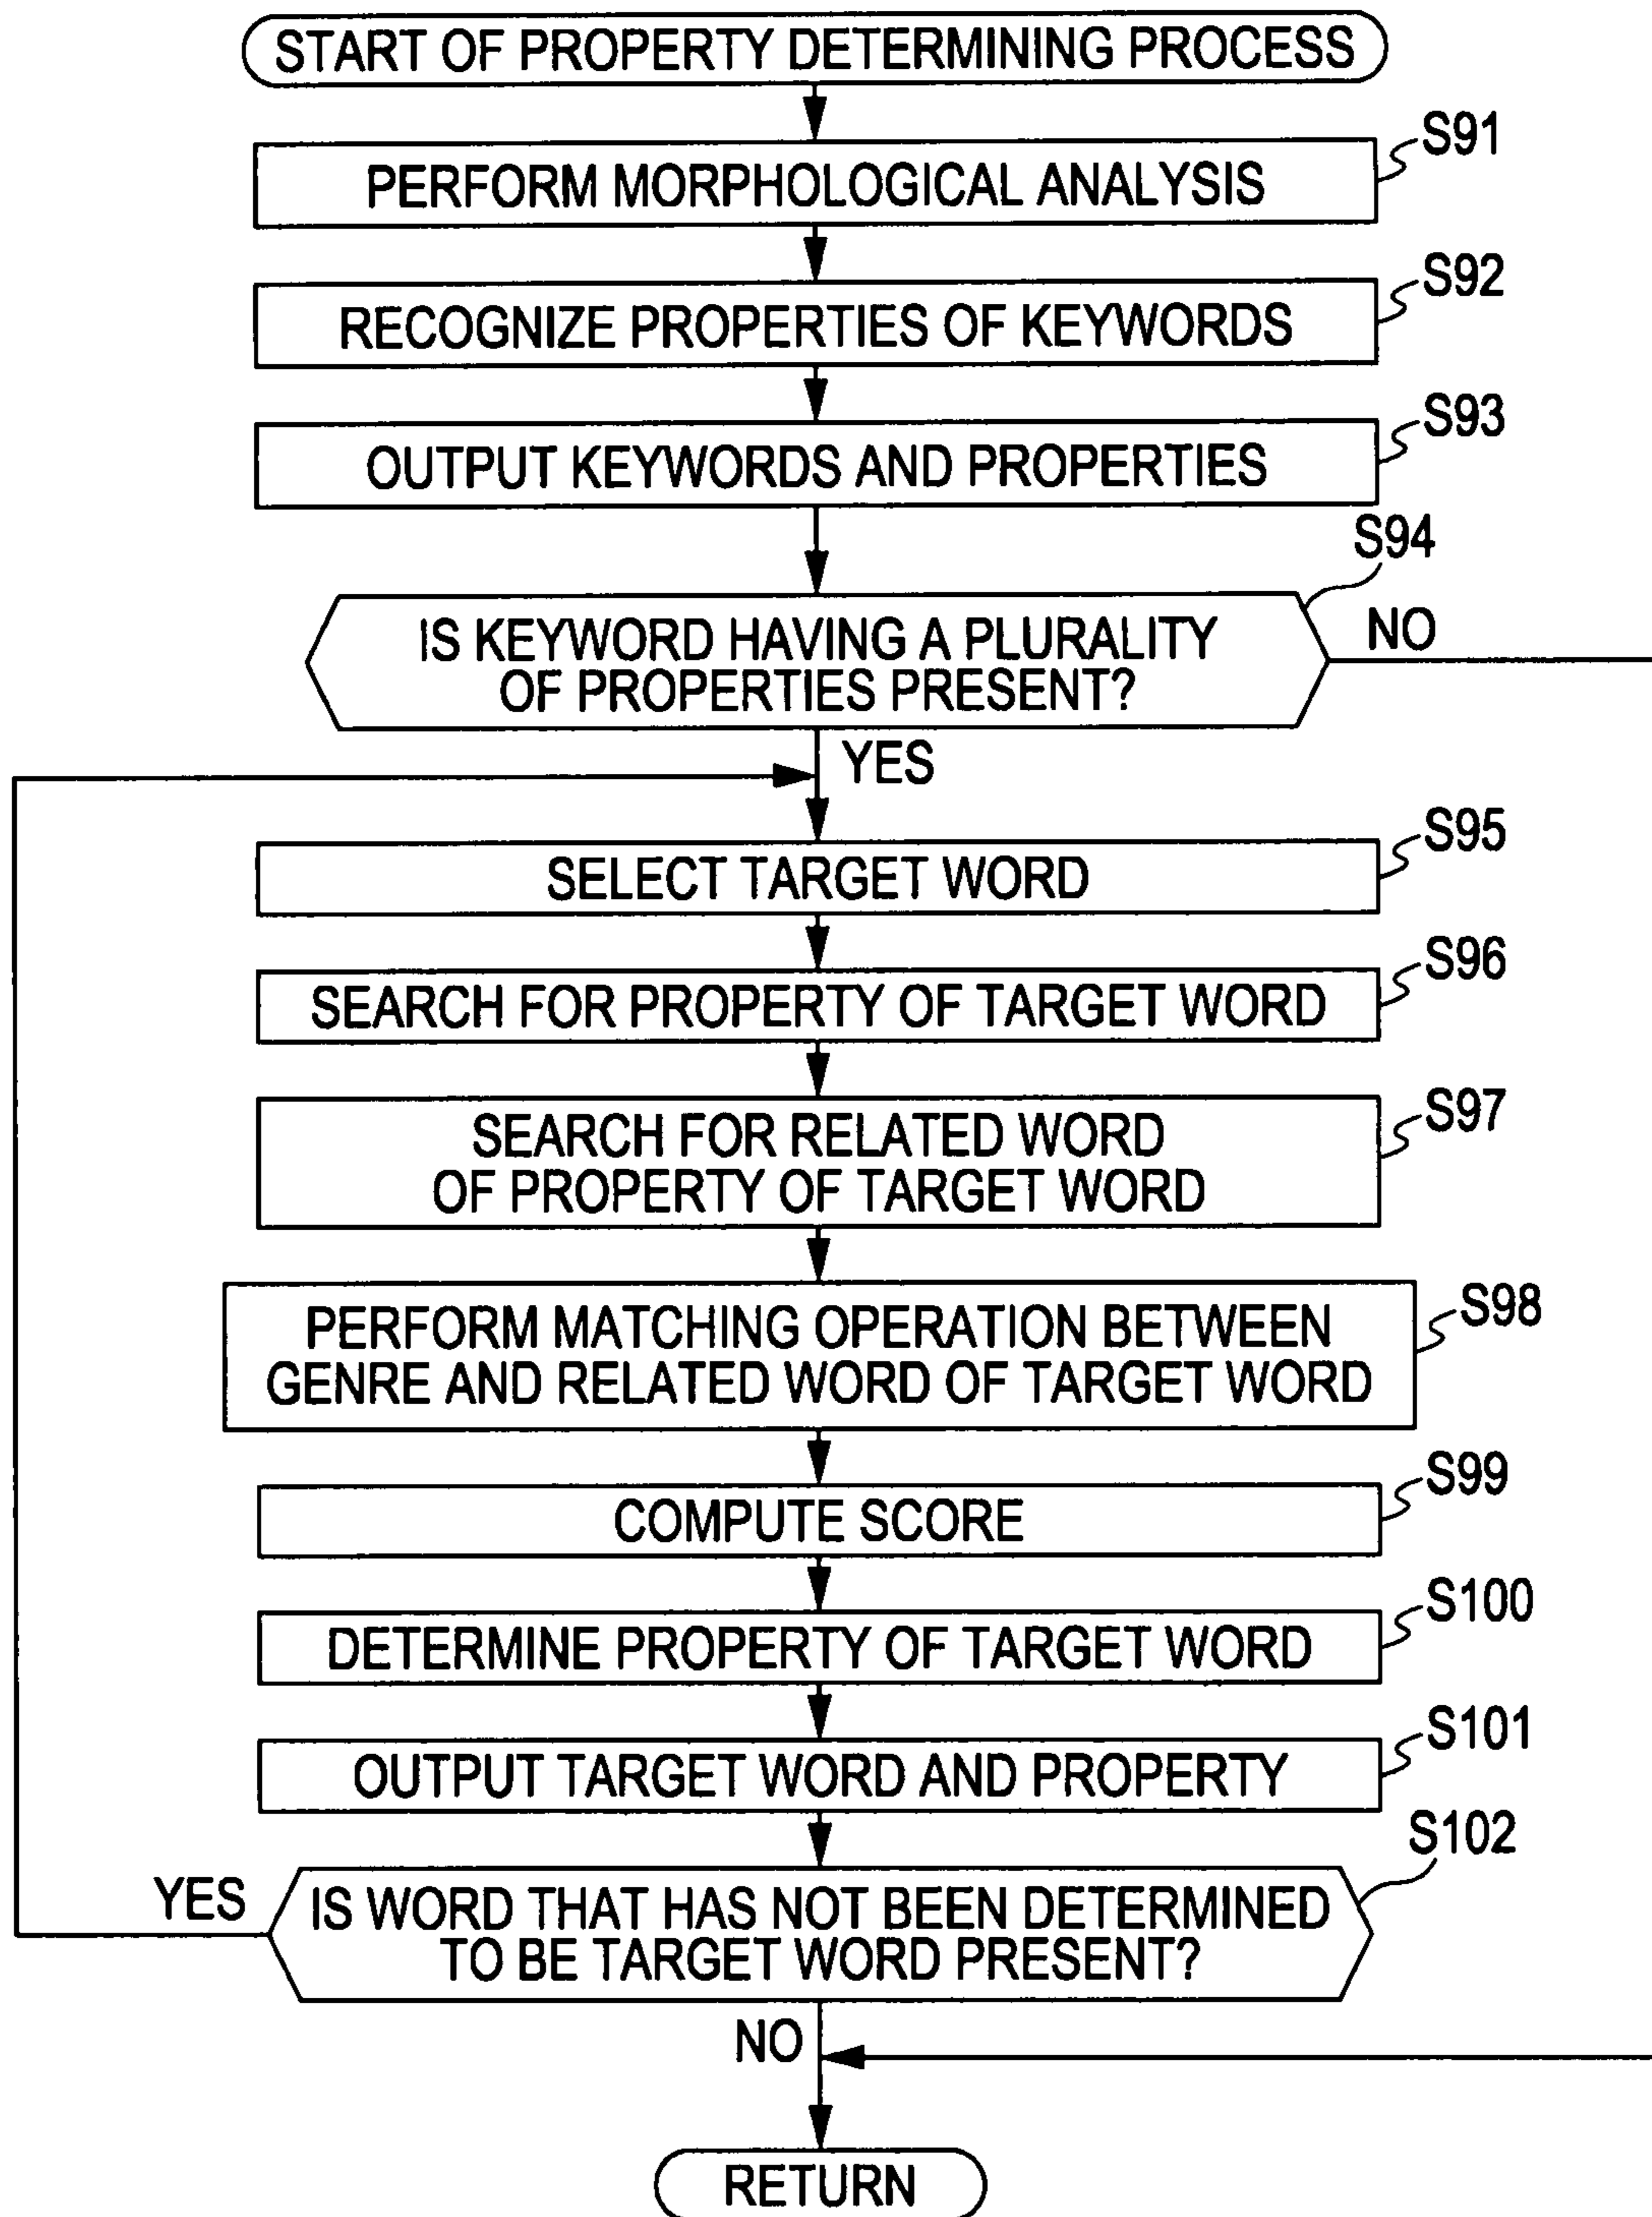 START OF PROPERTY DETERMINING PROCESS
S91
PERFORM MORPHOLOGICAL ANALYSIS
S92
RECOGNIZE PROPERTIES OF KEYWORDS
S93
OUTPUT KEYWORDS AND PROPERTIES
S94
IS KEYWORD HAVING A PLURALITY
OF PROPERTIES PRESENT?
NO
YES
S95
SELECT TARGET WORD
S96
SEARCH FOR PROPERTY OF TARGET WORD
S97
SEARCH FOR RELATED WORD
OF PROPERTY OF TARGET WORD
S98
PERFORM MATCHING OPERATION BETWEEN
GENRE AND RELATED WORD OF TARGET WORD
S99
COMPUTE SCORE
S100
DETERMINE PROPERTY OF TARGET WORD
S101
OUTPUT TARGET WORD AND PROPERTY
S102
YES
IS WORD THAT HAS NOT BEEN DETERMINED
TO BE TARGET WORD PRESENT?
NO
RETURN